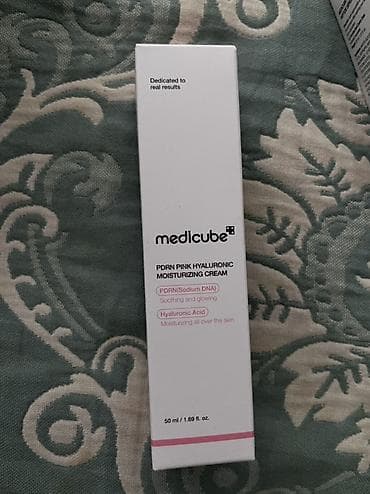 Dedicated to
real results
medicube
PDRN PINK HYALURONIC
MOISTURIZING CREAM
PDRN(Sodium DNA)
Soothing and glowing
Hyaluronic Acid
Moisturizing all over the skin
50 ml / 1.69 fl. oz.